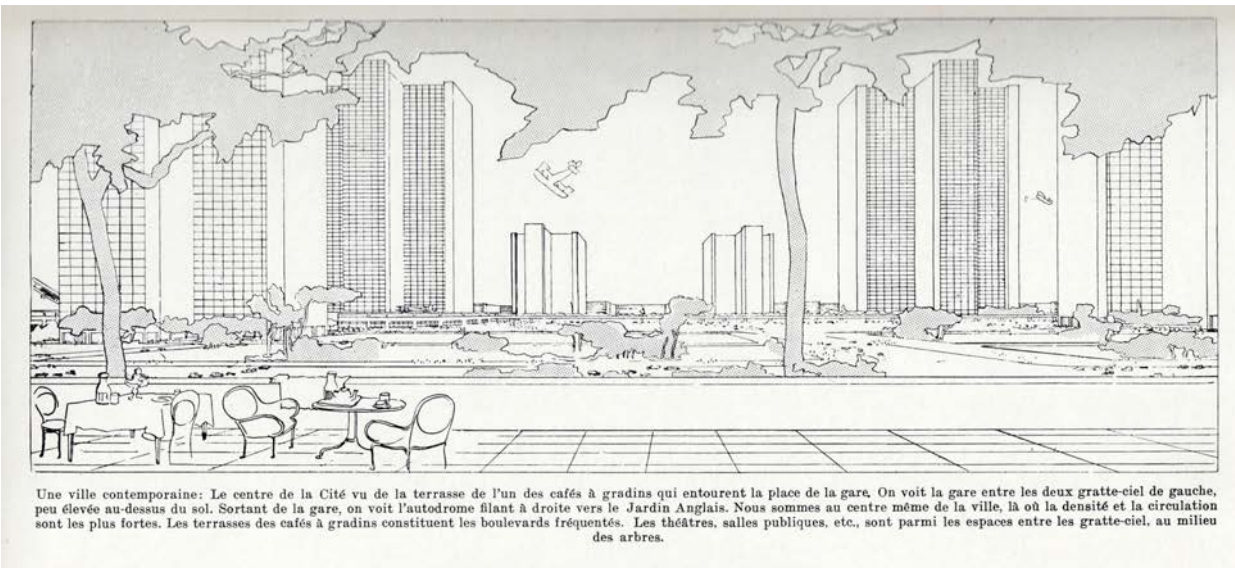 Une ville contemporaine: Le centre de la Cité vu de la terrasse de l'un des cafés à gradins qui entourent la place de la gare. On voit la gare entre les deux gratte-ciel de gauche,
peu élevée au-dessus du sol. Sortant de la gare, on voit l'autodrome filant à droite vers le Jardin Anglais. Nous sommes au centre même de la ville, là où la densité et la circulation
sont les plus fortes. Les terrasses des cafés à gradins constituent les boulevards fréquentés. Les théâtres, salles publiques, etc., sont parmi les espaces entre les gratte-ciel, au milieu
des arbres.